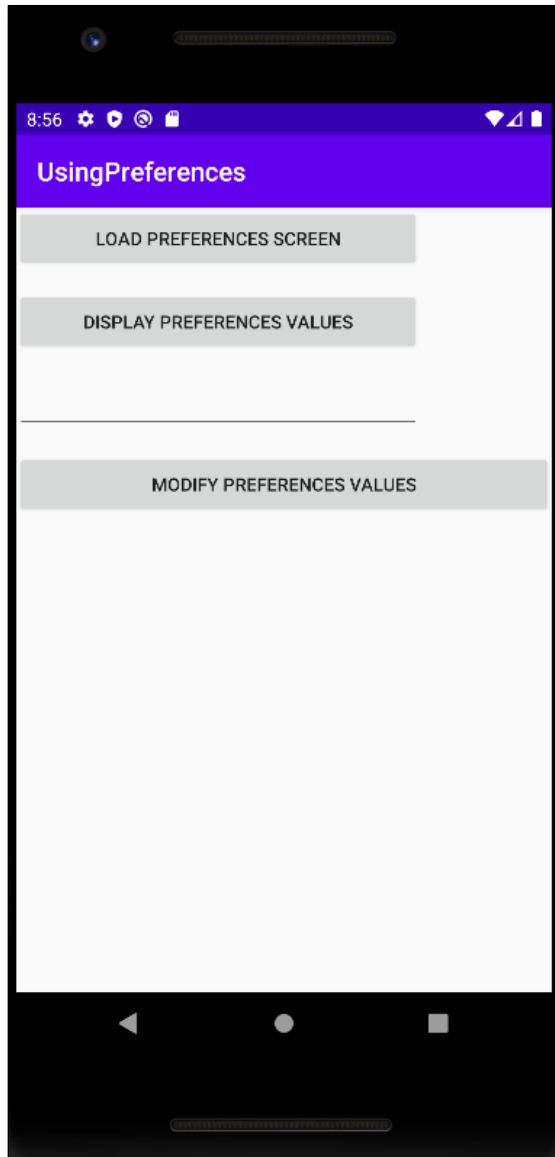 8:56
UsingPreferences
LOAD PREFERENCES SCREEN
DISPLAY PREFERENCES VALUES
MODIFY PREFERENCES VALUES